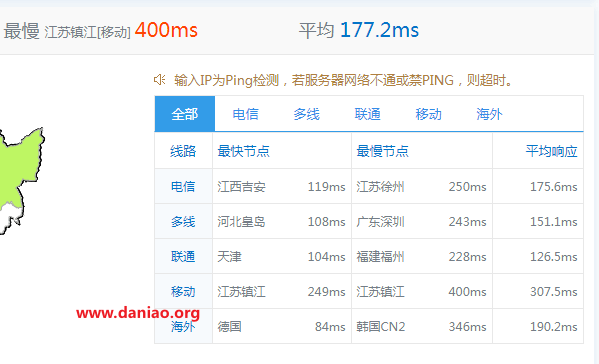 最慢 江苏镇江[移动] 400ms 平均 177.2ms
输入IP为Ping检测，若服务器网络不通或禁PING，则超时。
全部 电信 多线 联通 移动 海外
线路 最快节点 最慢节点 平均响应
电信 江西吉安 119ms 江苏徐州 250ms 175.6ms
多线 河北皇岛 108ms 广东深圳 243ms 151.1ms
联通 天津 104ms 福建福州 228ms 126.5ms
移动 江苏镇江 249ms 江苏镇江 400ms 307.5ms
www.daniao.org
海外 德国 84ms 韩国CN2 346ms 190.2ms